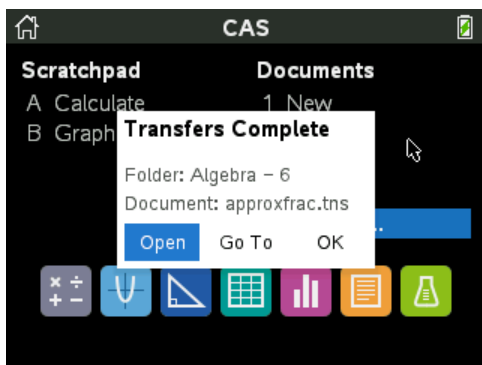 CAS
Scratchpad Documents
A Calculate 1 New
B Graph
Transfers Complete
Folder: Algebra – 6
Document: approxfrac.tns
..
Open Go To OK